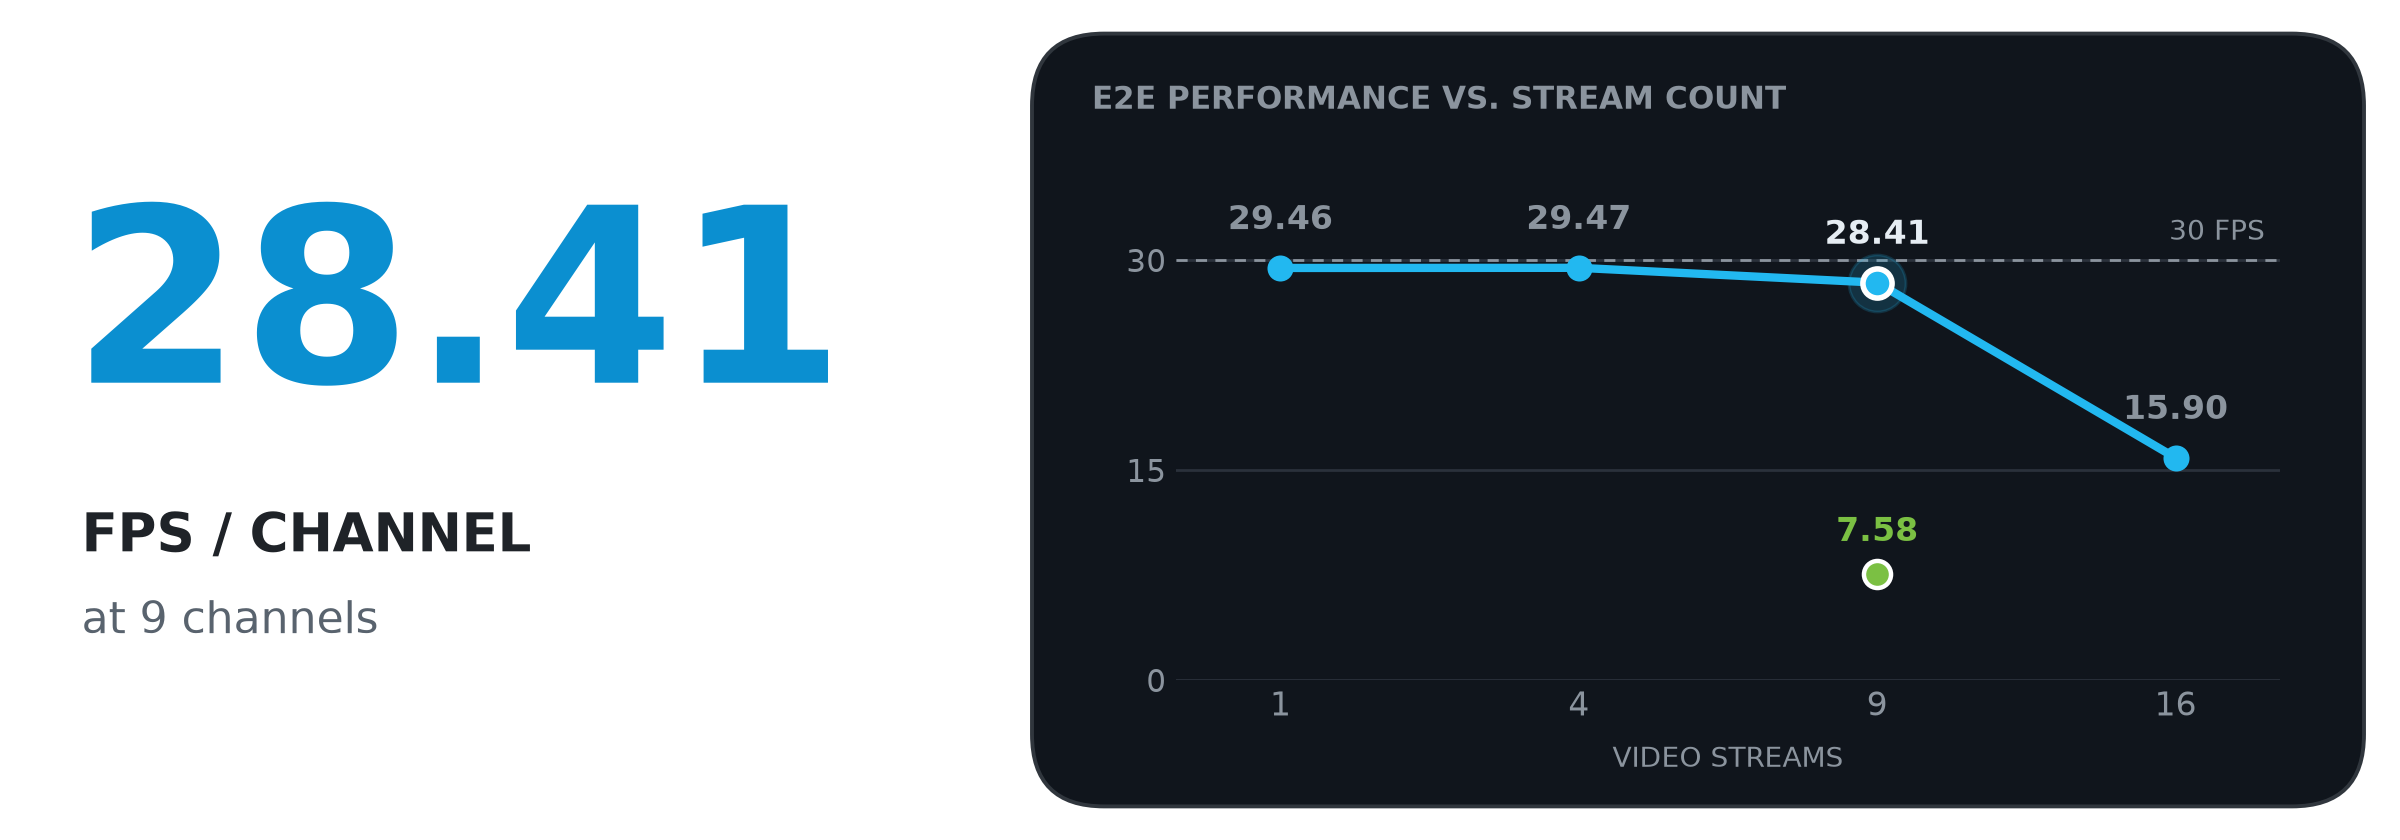 28.41
FPS / CHANNEL
at 9 channels
E2E PERFORMANCE VS. STREAM COUNT
29.46
29.47
28.41
30 FPS
30
15.90
15
7.58
0
1
4
9
16
VIDEO STREAMS